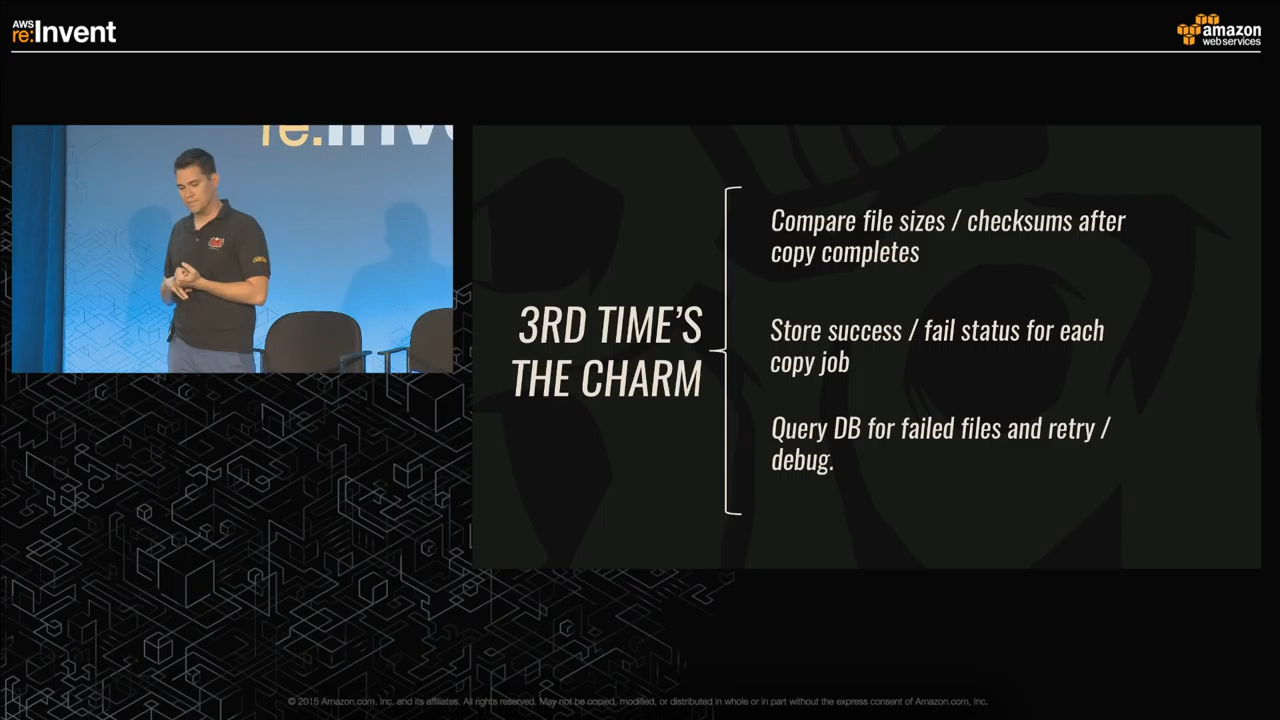 AWS
re:Invent
amazon
web services
re:Inv
3RD TIME'S
THE CHARM
Compare file sizes / checksums after
copy completes
Store success / fail status for each
copy job
Query DB for failed files and retry /
debug.
© 2015 Amazon.com, Inc. and its affiliates. All rights reserved. May not be copied, modified, or distributed in whole or in part without the express consent of Amazon.com, Inc.